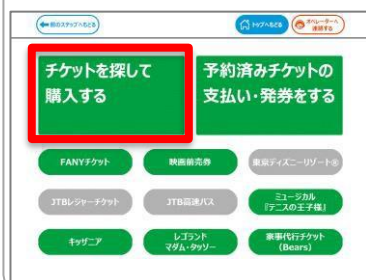 前のステップへもどる
トップへもどる
オペレーターへ
連絡する
チケットを探して
購入する
予約済みチケットの
支払い・発券をする
FANYチケット
映画前売券
東京ディズニーリゾート®
JTBレジャーチケット
JTB高速バス
ミュージカル
『テニスの王子様』
キッザニア
レゴランド
マダム・タッソー
家事代行チケット
(Bears)